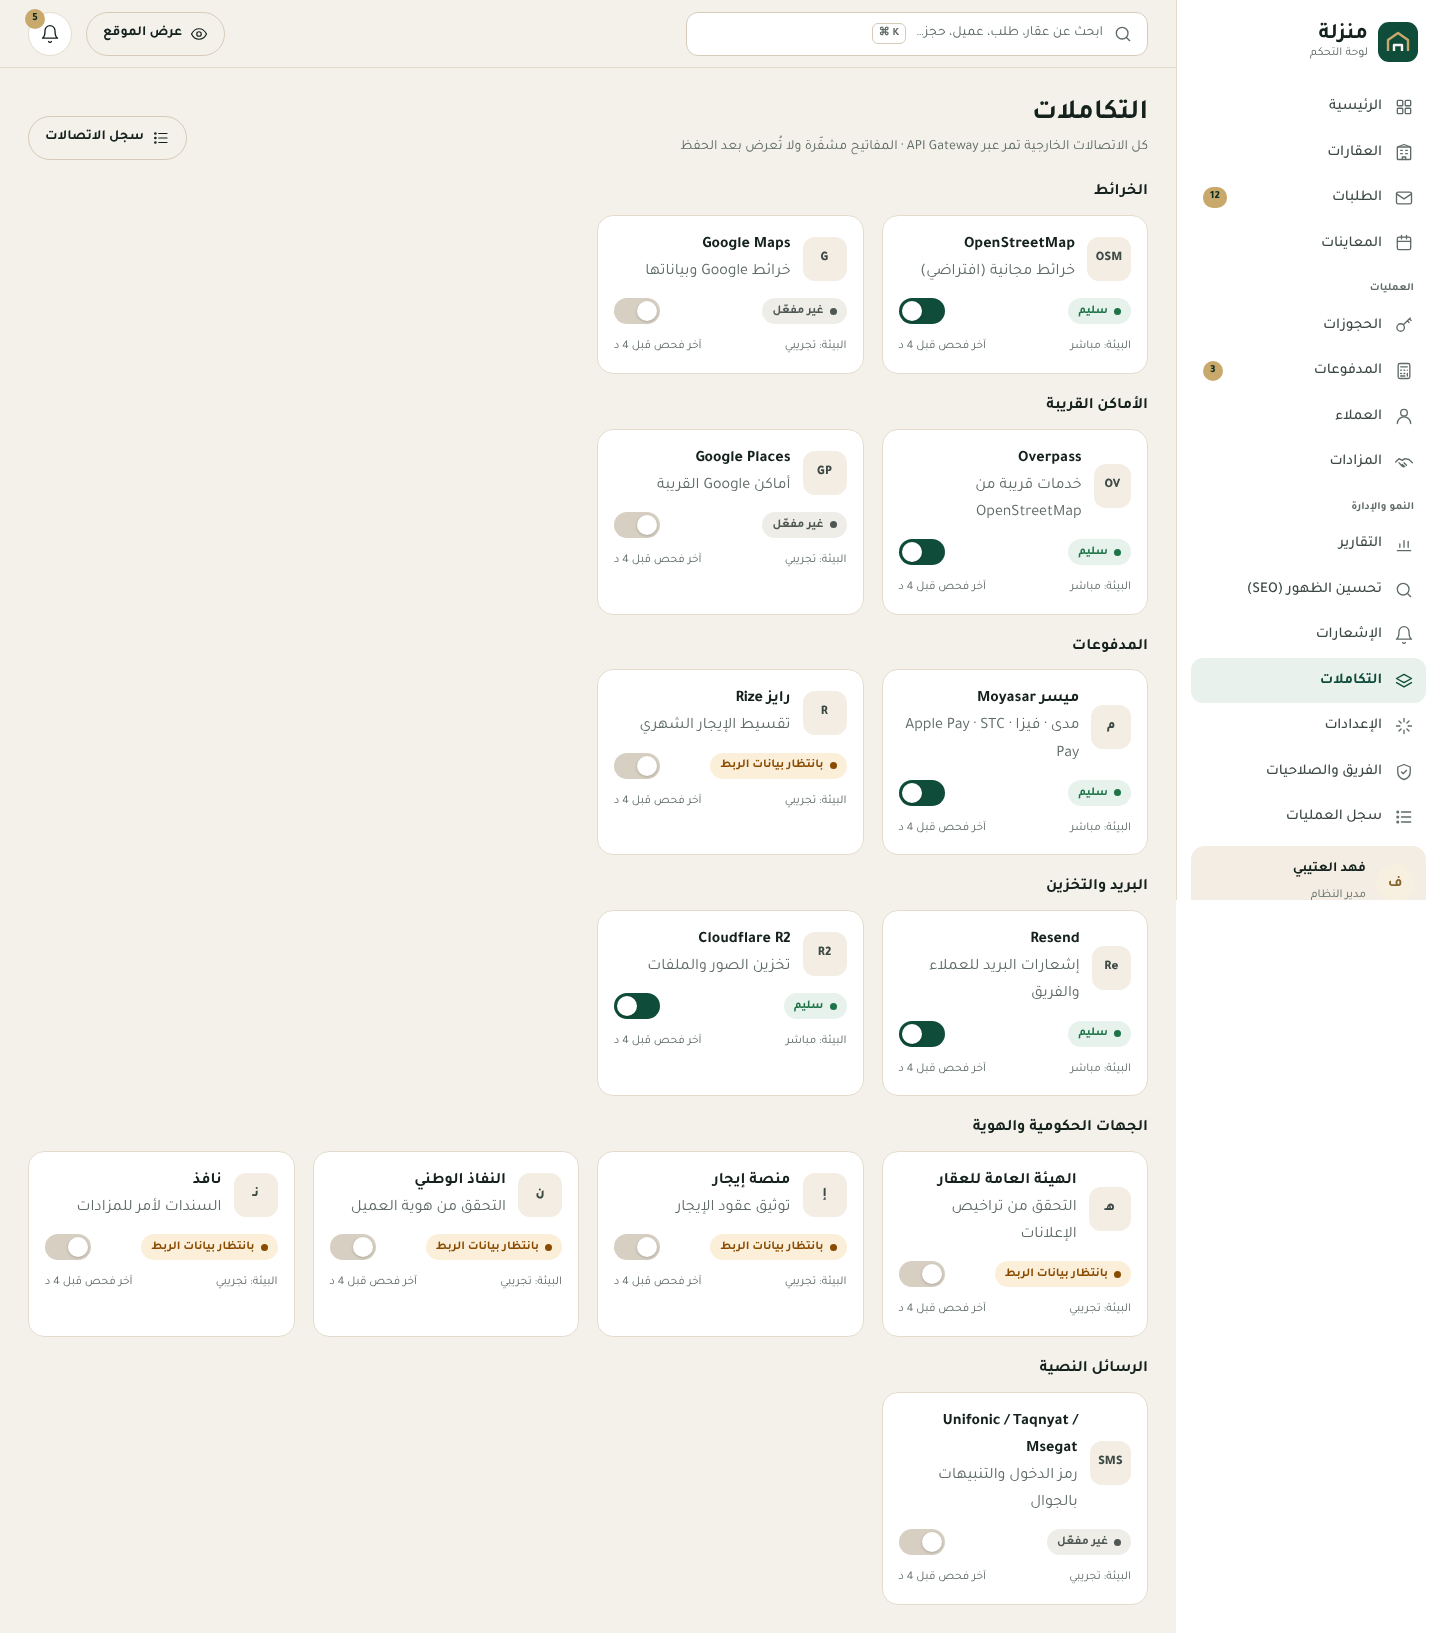 منزلة
لوحة التحكم
الرئيسية
العقارات
الطلبات
12
المعاينات
العمليات
الحجوزات
المدفوعات
3
العملاء
المزادات
النمو والإدارة
التقارير
تحسين الظهور (SEO)
الإشعارات
التكاملات
الإعدادات
الفريق والصلاحيات
سجل العمليات
ف
فهد العتيبي
مدير النظام
ابحث عن عقار، طلب، عميل، حجز…
⌘ K
عرض الموقع
5
التكاملات
كل الاتصالات الخارجية تمر عبر API Gateway · المفاتيح مشفّرة ولا تُعرض بعد الحفظ
سجل الاتصالات
الخرائط
OSM
OpenStreetMap
خرائط مجانية (افتراضي)
سليم
البيئة: مباشر
آخر فحص قبل 4 د
G
Google Maps
خرائط Google وبياناتها
غير مفعّل
البيئة: تجريبي
آخر فحص قبل 4 د
الأماكن القريبة
OV
Overpass
خدمات قريبة من
OpenStreetMap
سليم
البيئة: مباشر
آخر فحص قبل 4 د
GP
Google Places
أماكن Google القريبة
غير مفعّل
البيئة: تجريبي
آخر فحص قبل 4 د
المدفوعات
م
ميسر Moyasar
مدى · فيزا · Apple Pay · STC
Pay
سليم
البيئة: مباشر
آخر فحص قبل 4 د
R
رايز Rize
تقسيط الإيجار الشهري
بانتظار بيانات الربط
البيئة: تجريبي
آخر فحص قبل 4 د
البريد والتخزين
Re
Resend
إشعارات البريد للعملاء
والفريق
سليم
البيئة: مباشر
آخر فحص قبل 4 د
R2
Cloudflare R2
تخزين الصور والملفات
سليم
البيئة: مباشر
آخر فحص قبل 4 د
الجهات الحكومية والهوية
هـ
الهيئة العامة للعقار
التحقق من تراخيص
الإعلانات
بانتظار بيانات الربط
البيئة: تجريبي
آخر فحص قبل 4 د
إ
منصة إيجار
توثيق عقود الإيجار
بانتظار بيانات الربط
البيئة: تجريبي
آخر فحص قبل 4 د
ن
النفاذ الوطني
التحقق من هوية العميل
بانتظار بيانات الربط
البيئة: تجريبي
آخر فحص قبل 4 د
نـ
نافذ
السندات لأمر للمزادات
بانتظار بيانات الربط
البيئة: تجريبي
آخر فحص قبل 4 د
الرسائل النصية
SMS
Unifonic / Taqnyat /
Msegat
رمز الدخول والتنبيهات
بالجوال
غير مفعّل
البيئة: تجريبي
آخر فحص قبل 4 د